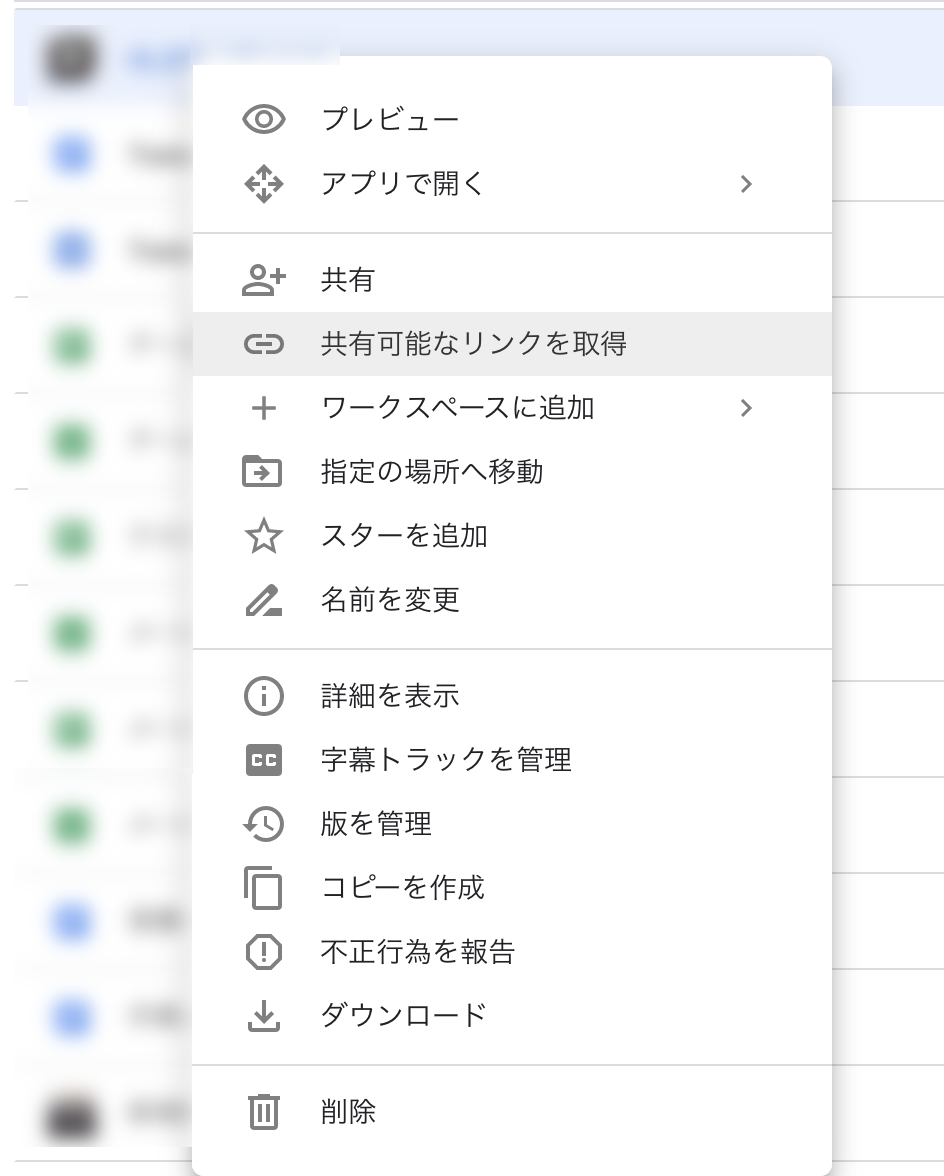 プレビュー
アプリで開く
共有
共有可能なリンクを取得
ワークスペースに追加
指定の場所へ移動
スターを追加
名前を変更
詳細を表示
CC
字幕トラックを管理
版を管理
コピーを作成
不正行為を報告
ダウンロード
削除